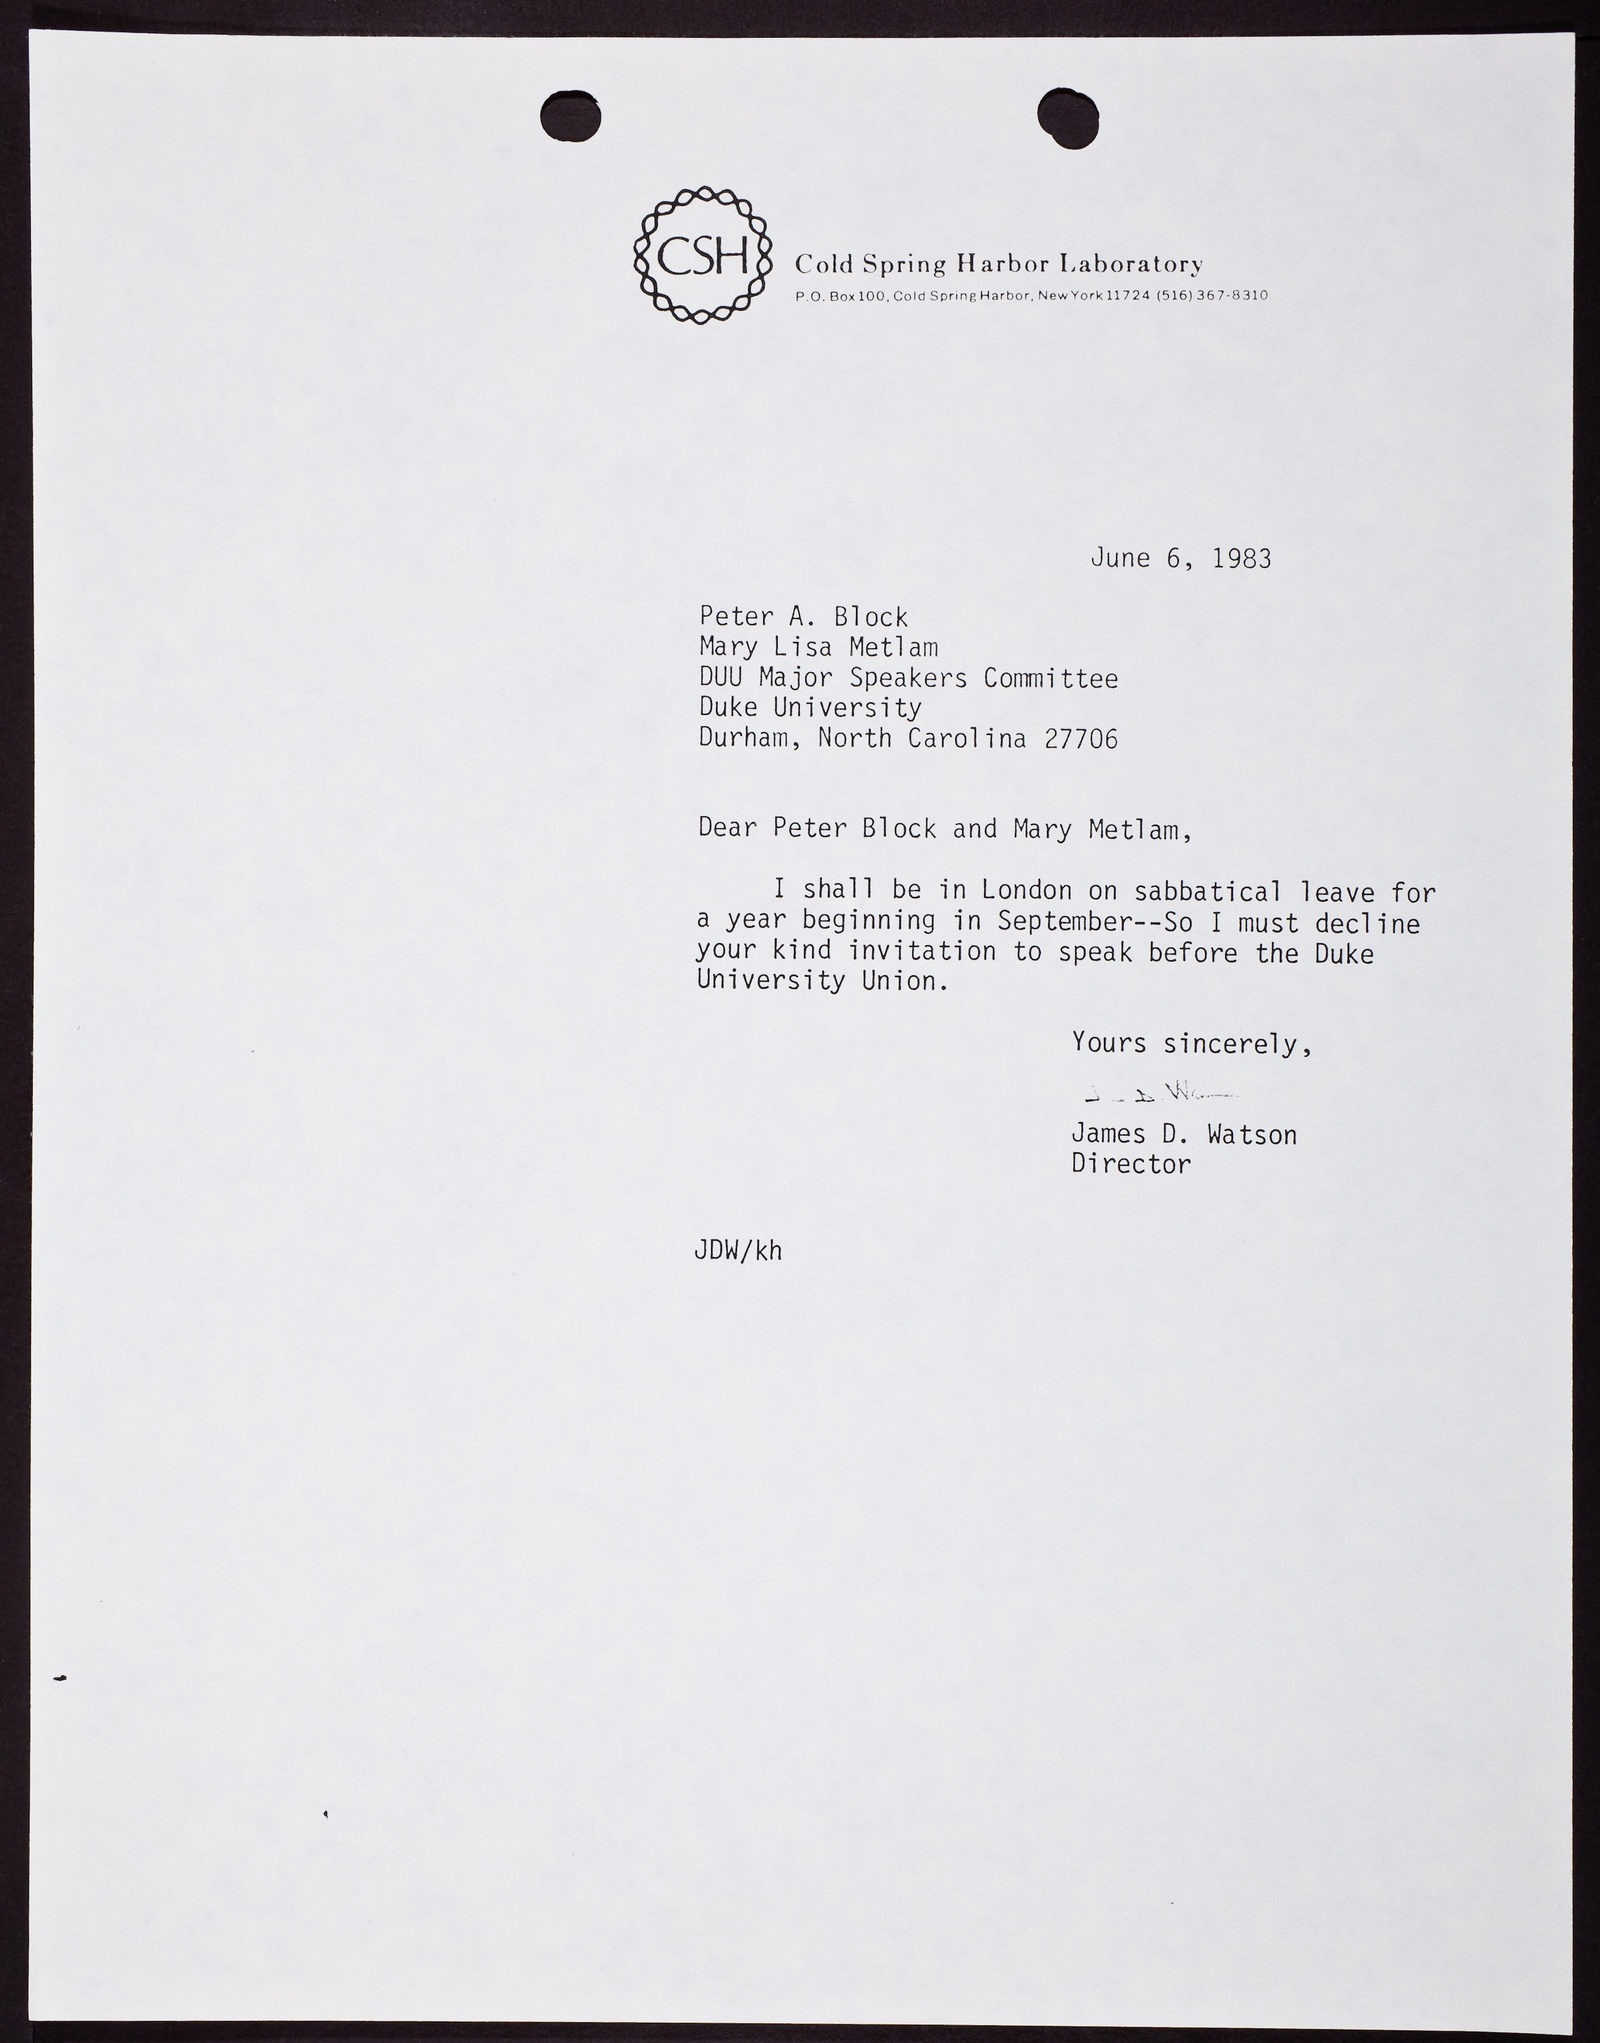 CSH
Cold Spring Harbor Laboratory
P.O. Box 100, Cold Spring Harbor, New York 11724 (516) 367-8310
June 6, 1983
Peter A. Block
Mary Lisa Metlam
DUU Major Speakers Committee
Duke University
Durham, North Carolina 27706
Dear Peter Block and Mary Metlam,
I shall be in London on sabbatical leave for
a year beginning in September--So I must decline
your kind invitation to speak before the Duke
University Union.
Yours sincerely,
James D. Watson
Director
JDW/kh